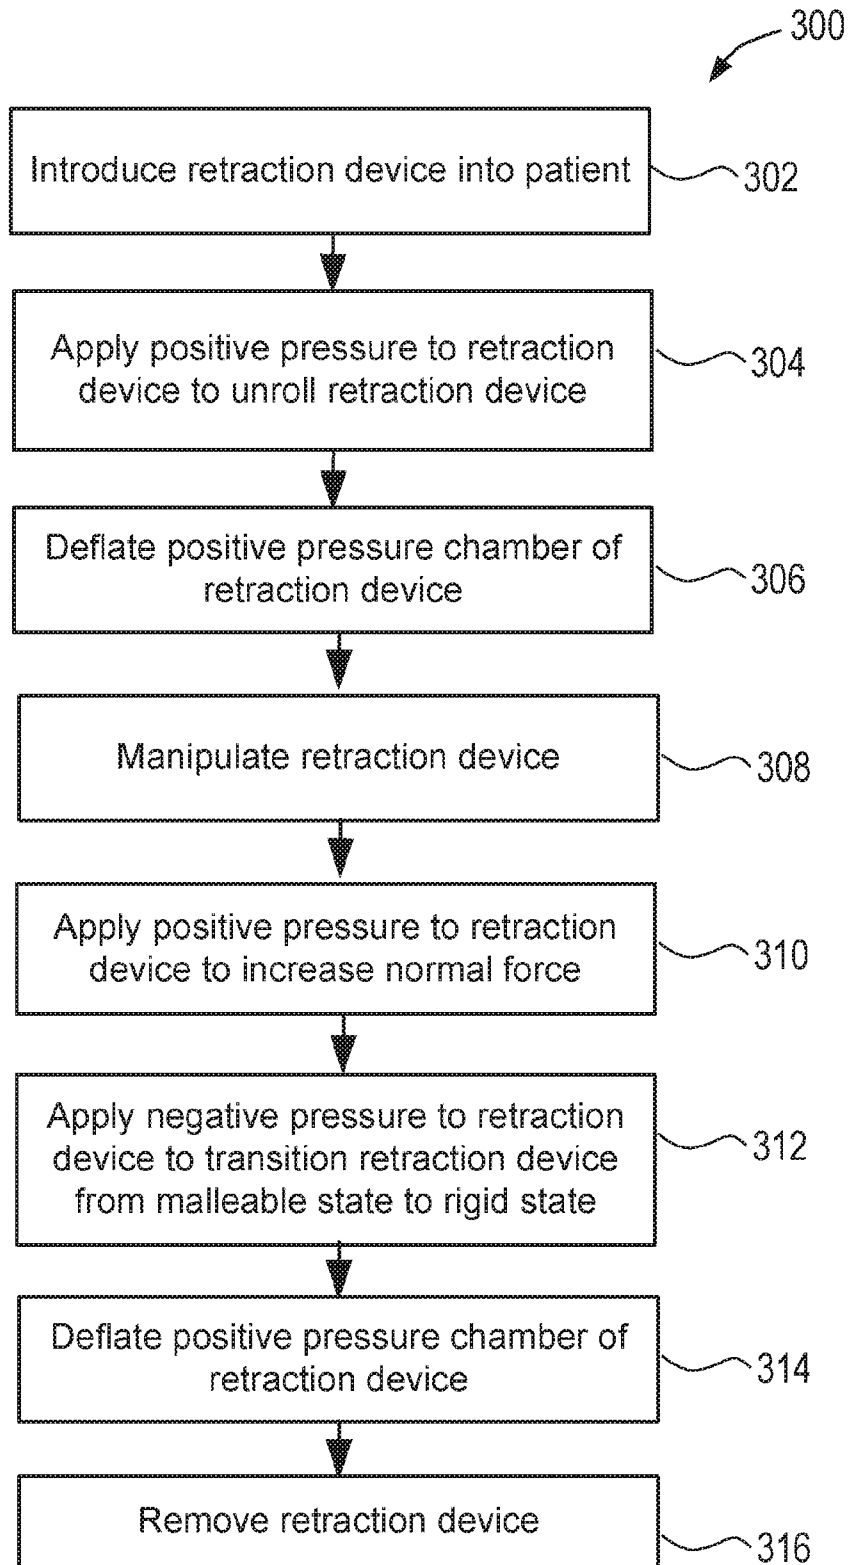 300
Introduce retraction device into patient
302
Apply positive pressure to retraction
device to unroll retraction device
304
Deflate positive pressure chamber of
retraction device
306
Manipulate retraction device
308
Apply positive pressure to retraction
device to increase normal force
310
Apply negative pressure to retraction
device to transition retraction device
from malleable state to rigid state
312
Deflate positive pressure chamber of
retraction device
314
Remove retraction device
316